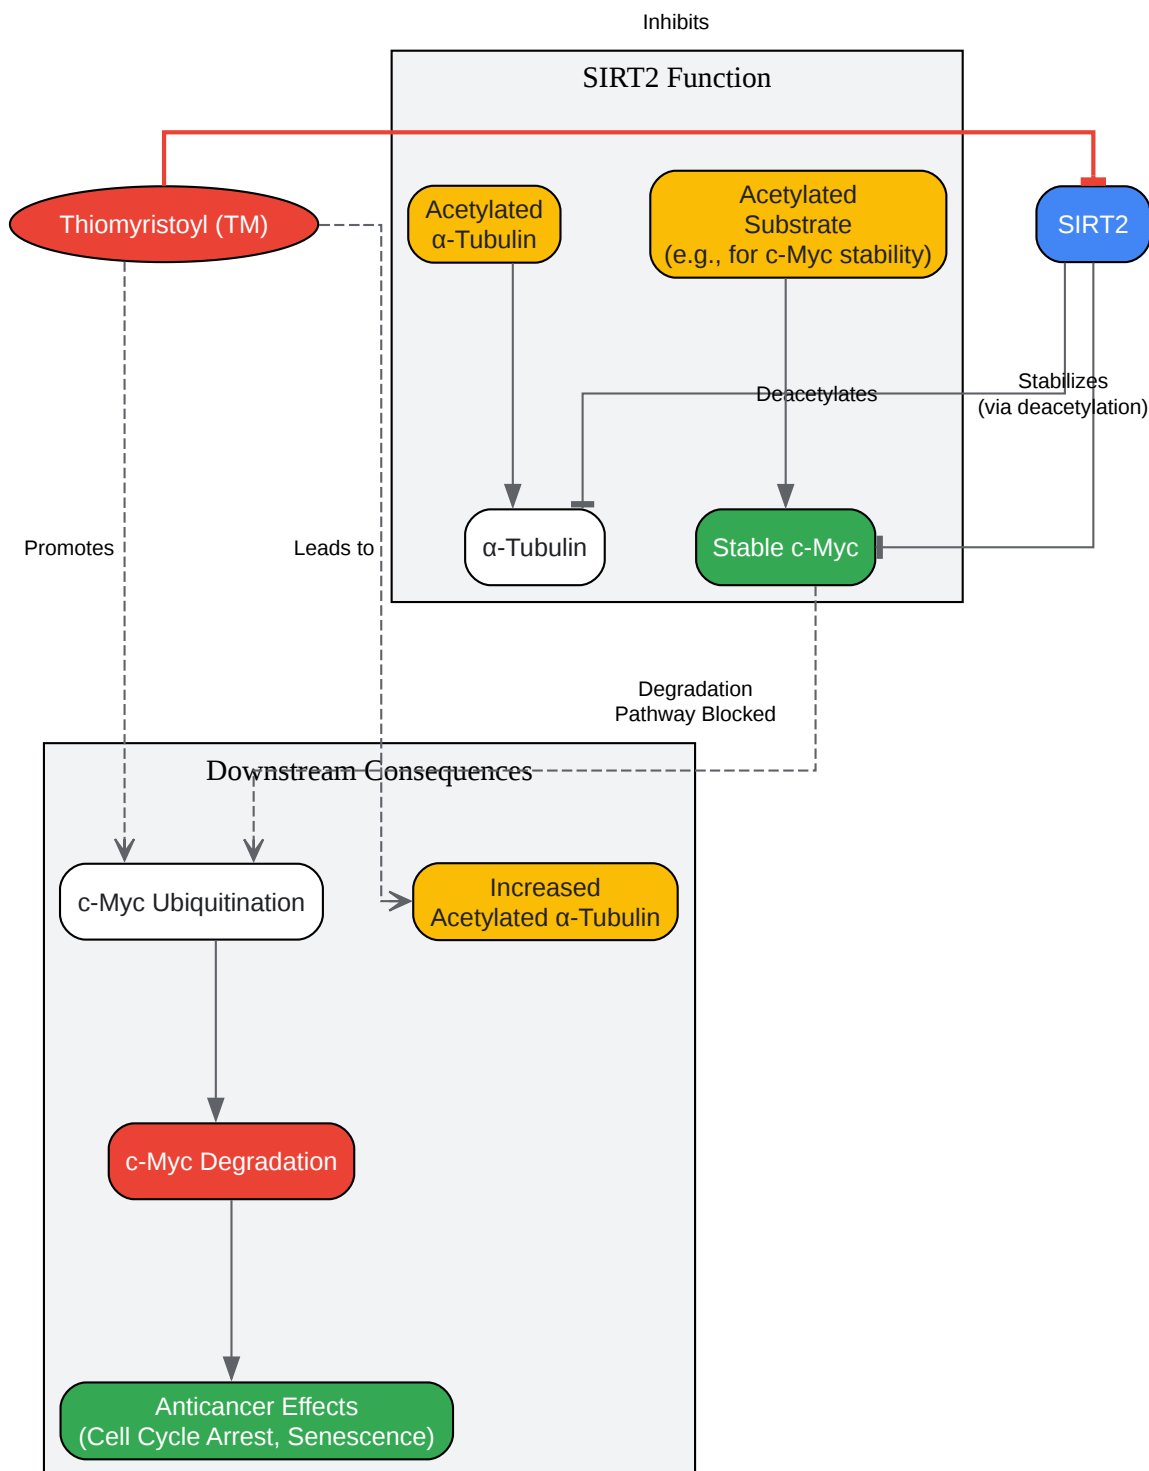 Inhibits
SIRT2 Function
Thiomyristoyl (TM)
Acetylated
α-Tubulin
Acetylated
Substrate
(e.g., for c-Myc stability)
SIRT2
Deacetylates
Stabilizes
(via deacetylation)
Promotes
Leads to
α-Tubulin
Stable c-Myc
Degradation
Pathway Blocked
Downstream Consequences
c-Myc Ubiquitination
Increased
Acetylated α-Tubulin
c-Myc Degradation
Anticancer Effects
(Cell Cycle Arrest, Senescence)